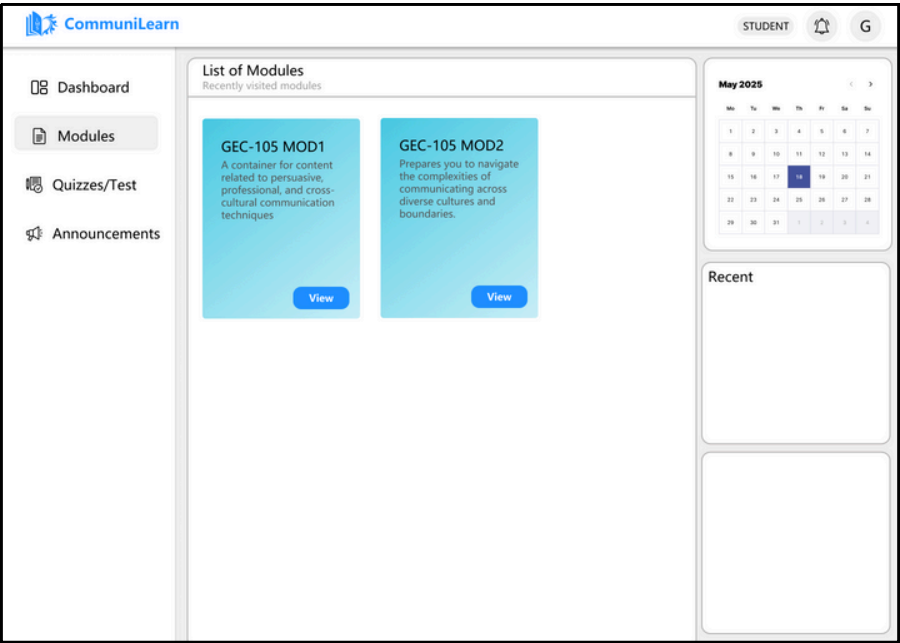 CommuniLearn
STUDENT
G
Dashboard
Modules
Quizzes/Test
Announcements
List of Modules
Recently visited modules
GEC-105 MOD1
A container for content
related to persuasive,
professional, and cross-
cultural communication
techniques
View
GEC-105 MOD2
Prepares you to navigate
the complexities of
communicating across
diverse cultures and
boundaries.
View
May 2025
Mo Tu We Th Fr Sa Su
1 2 3 4 5 6 7
8 9 10 11 12 13 14
15 16 17 18 19 20 21
22 23 24 25 26 27 28
29 30 31 1 2 3 4
Recent